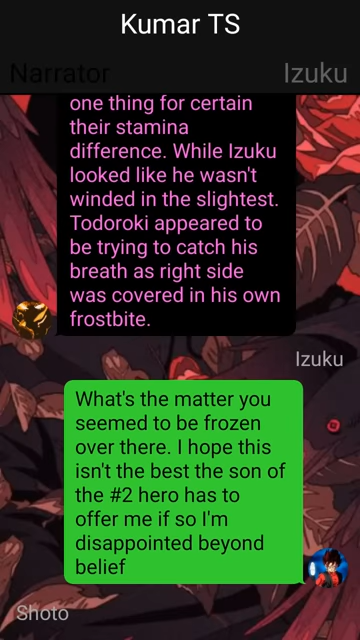 Kumar TS
Narrator
Izuku
one thing for certain
their stamina
difference. While Izuku
looked like he wasn't
winded in the slightest.
Todoroki appeared to
be trying to catch his
breath as right side
was covered in his own
frostbite.
Izuku
What's the matter you
seemed to be frozen
over there. I hope this
isn't the best the son of
the #2 hero has to
offer me if so I'm
disappointed beyond
belief
Shoto